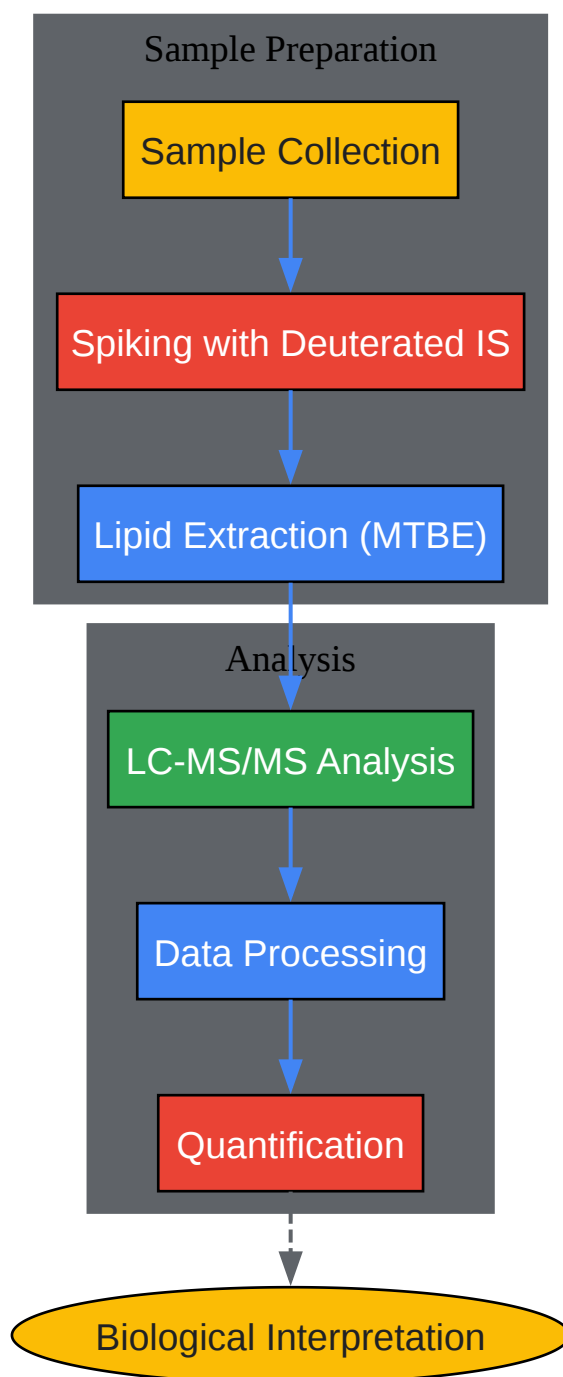 Sample Preparation
Sample Collection
Spiking with Deuterated IS
Lipid Extraction (MTBE)
Analysis
LC-MS/MS Analysis
Data Processing
Quantification
Biological Interpretation